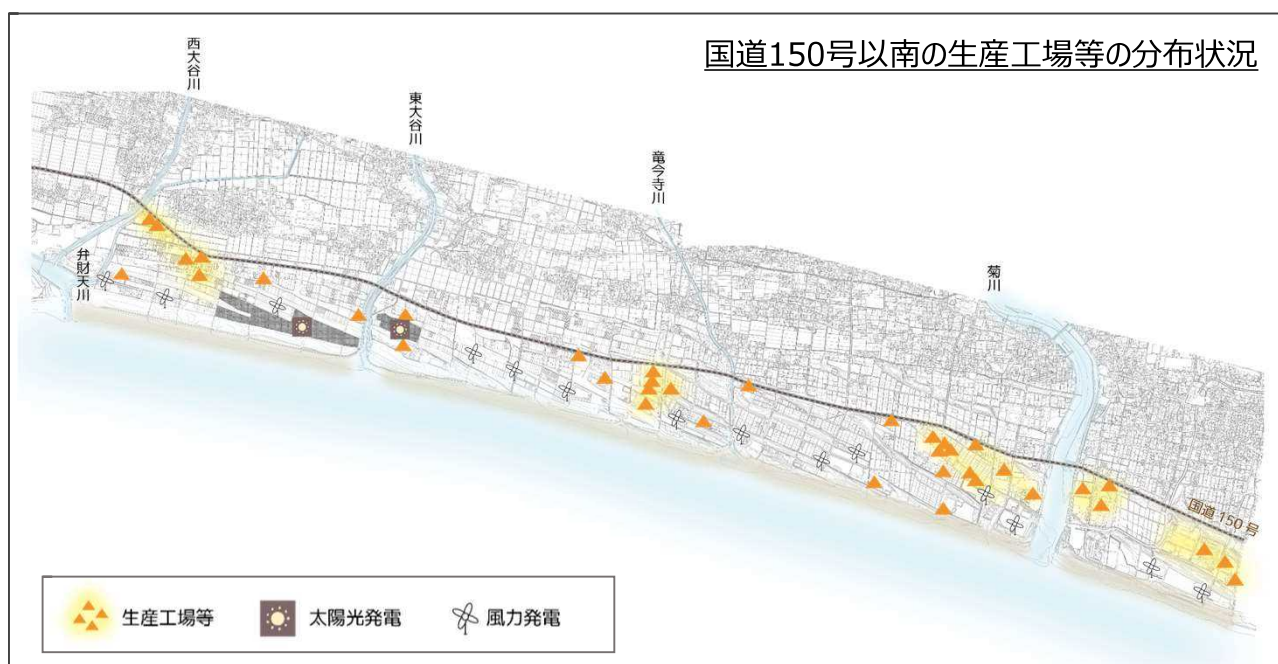 国道150号以南の生産工場等の分布状況
西大谷川
東大谷川
竜今寺川
弁財天川
菊川
国道150号
生産工場等
太陽光発電
風力発電